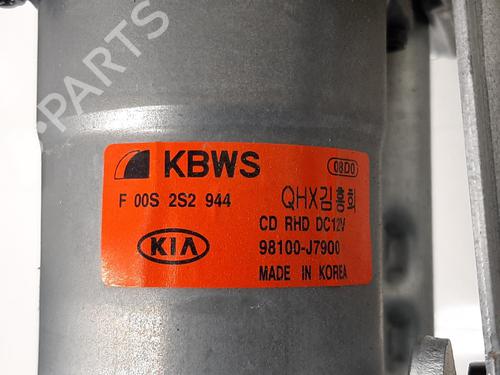 B PARTS
KBWS
08D0
F 00S 2S2 944
QHX김홍희
KIA
CD RHD DC12V
98100-J7900
MADE IN KOREA